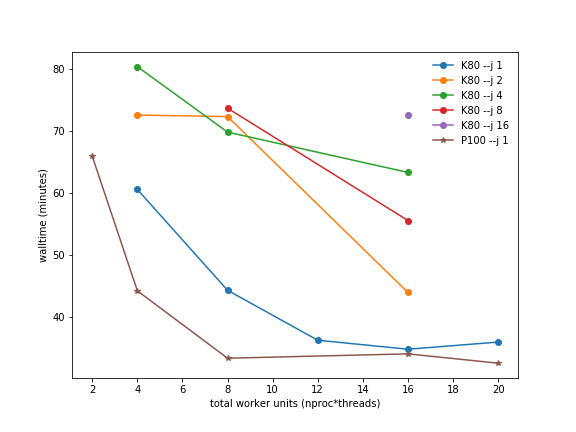 80
70
60
50
40
walltime (minutes)
K80 --j 1
K80 --j 2
K80 --j 4
K80 --j 8
K80 --j 16
P100 --j 1
2 4 6 8 10 12 14 16 18 20
total worker units (nproc*threads)